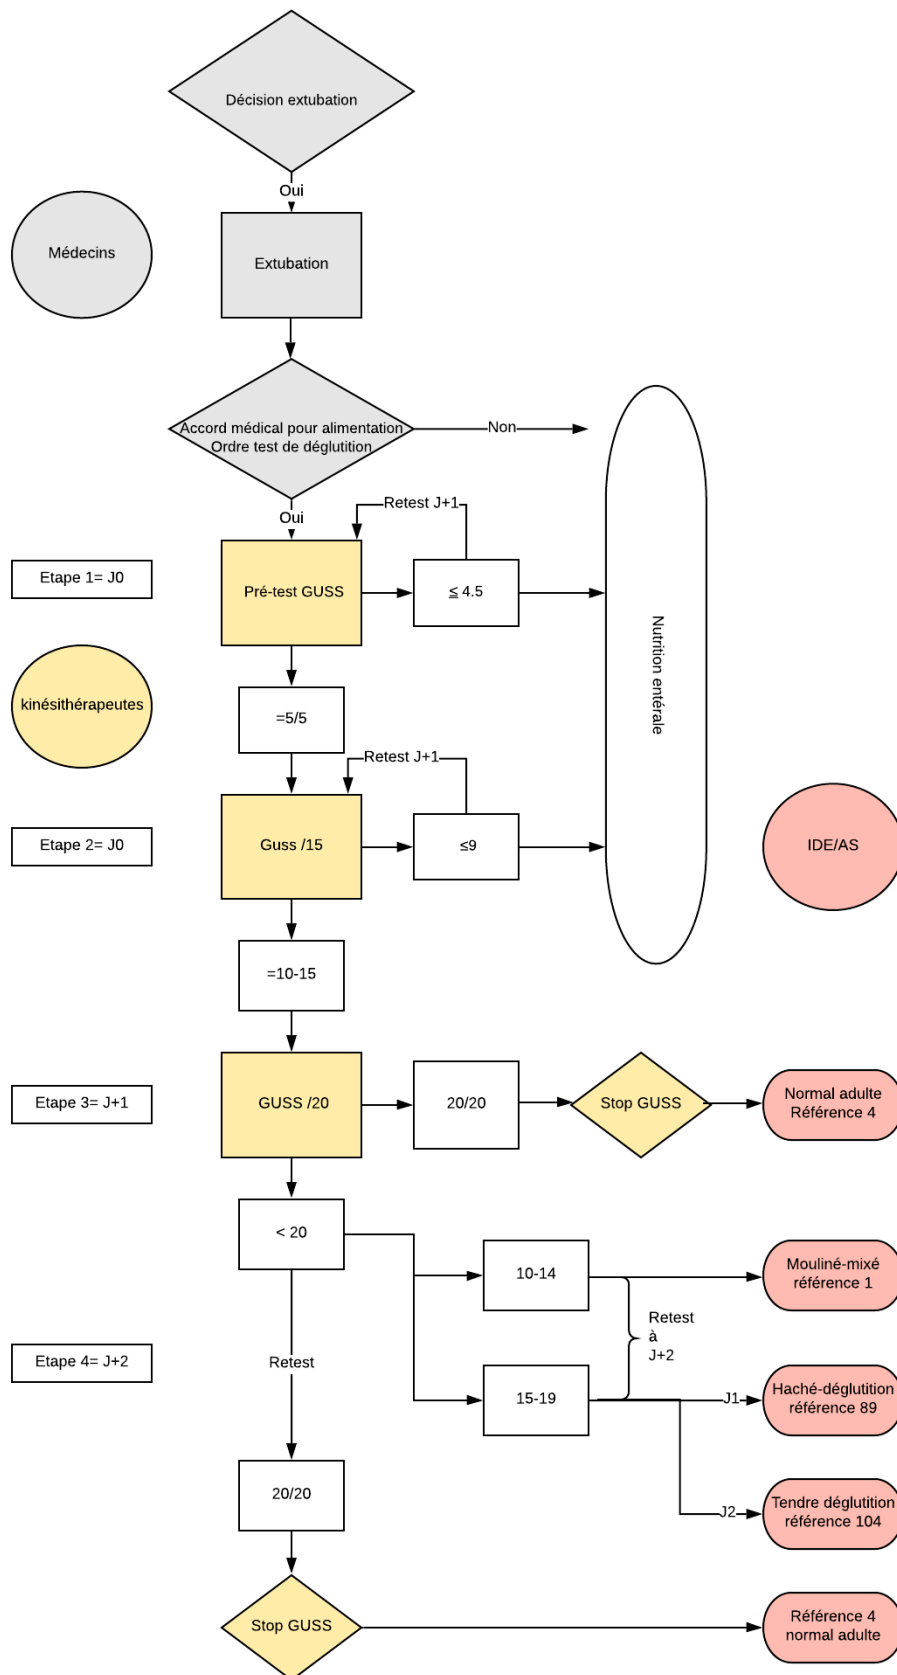 Décision extubation
Oui
Médecins
Extubation
Accord médical pour alimentation
Ordre test de déglutition
Non
Oui
Retest J+1
Etape 1= J0
Pré-test GUSS
≤ 4.5
Nutrition entérale
kinésithérapeutes
=5/5
Retest J+1
Etape 2= J0
Guss /15
≤9
IDE/AS
=10-15
Etape 3= J+1
GUSS /20
20/20
Stop GUSS
Normal adulte
Référence 4
< 20
10-14
Mouliné-mixé
référence 1
Retest
à
J+2
Etape 4= J+2
Retest
15-19
J1
Haché-déglutition
référence 89
20/20
J2
Tendre déglutition
référence 104
Stop GUSS
Référence 4
normal adulte